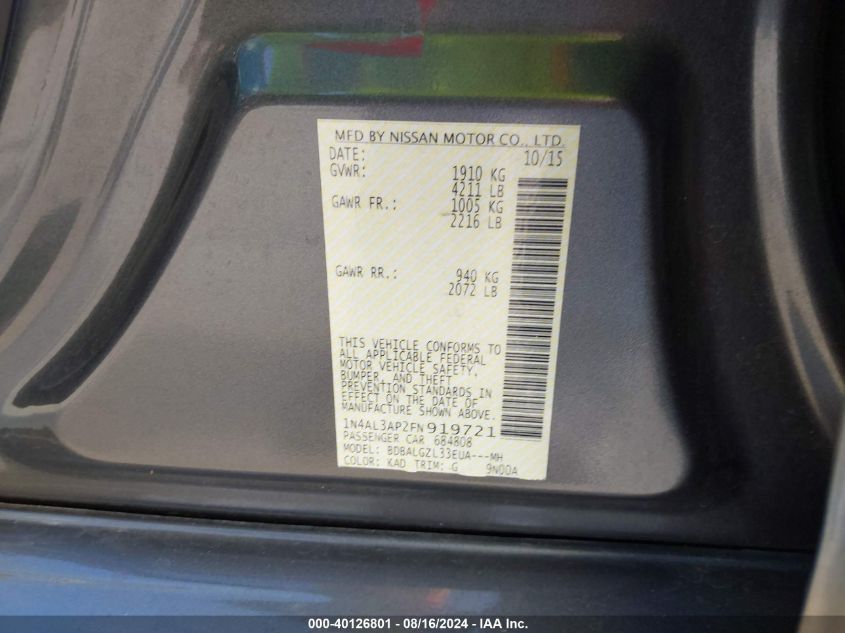 MFD BY NISSAN MOTOR CO., LTD.
DATE: 10/15
GVWR: 1910 KG
4211 LB
GAWR FR.: 1005 KG
2216 LB
GAWR RR.: 940 KG
2072 LB
THIS VEHICLE CONFORMS TO
ALL APPLICABLE FEDERAL
MOTOR VEHICLE SAFETY,
BUMPER, AND THEFT
PREVENTION STANDARDS IN
EFFECT ON THE DATE OF
MANUFACTURE SHOWN ABOVE.
1N4AL3AP2FN919721
PASSENGER CAR 684808
MODEL: BDBALGZL33EUA---MH
COLOR: KAD TRIM: G 9N00A
000-40126801 - 08/16/2024 - IAA Inc.